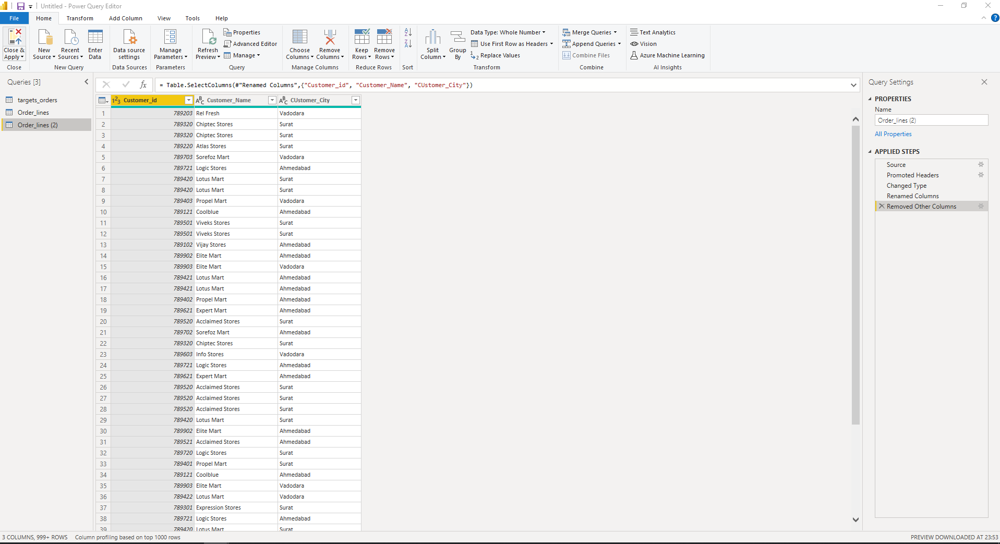 Untitled - Power Query Editor
File Home Transform Add Column View Tools Help
Close & Apply
New Source
Recent Sources
Enter Data
Data source settings
Manage Parameters
Refresh Preview
Properties
Advanced Editor
Manage
Choose Columns
Remove Columns
Keep Rows
Remove Rows
Split Column
Group By
Data Type: Whole Number
Use First Row as Headers
Replace Values
Merge Queries
Append Queries
Combine Files
Text Analytics
Vision
Azure Machine Learning
Close New Query Data Sources Parameters Query Manage Columns Reduce Rows Sort Transform Combine AI Insights
Queries [3]
targets_orders
Order_lines
Order_lines (2)
fx = Table.SelectColumns(#"Renamed Columns",{"Customer_id", "Customer_Name", "CUstomer_City"})
Customer_id Customer_Name CUstomer_City
1 789203 Rel Fresh Vadodara
2 789320 Chiptec Stores Surat
3 789320 Chiptec Stores Surat
4 789220 Atlas Stores Surat
5 789703 Sorefoz Mart Vadodara
6 789721 Logic Stores Ahmedabad
7 789420 Lotus Mart Surat
8 789420 Lotus Mart Surat
9 789403 Propel Mart Vadodara
10 789121 Coolblue Ahmedabad
11 789501 Viveks Stores Surat
12 789501 Viveks Stores Surat
13 789102 Vijay Stores Ahmedabad
14 789902 Elite Mart Ahmedabad
15 789903 Elite Mart Vadodara
16 789421 Lotus Mart Ahmedabad
17 789421 Lotus Mart Ahmedabad
18 789402 Propel Mart Ahmedabad
19 789621 Expert Mart Ahmedabad
20 789520 Acclaimed Stores Surat
21 789702 Sorefoz Mart Ahmedabad
22 789320 Chiptec Stores Surat
23 789603 Info Stores Vadodara
24 789721 Logic Stores Ahmedabad
25 789621 Expert Mart Ahmedabad
26 789520 Acclaimed Stores Surat
27 789520 Acclaimed Stores Surat
28 789520 Acclaimed Stores Surat
29 789420 Lotus Mart Surat
30 789902 Elite Mart Ahmedabad
31 789521 Acclaimed Stores Ahmedabad
32 789720 Logic Stores Surat
33 789401 Propel Mart Surat
34 789121 Coolblue Ahmedabad
35 789903 Elite Mart Vadodara
36 789422 Lotus Mart Vadodara
37 789301 Expression Stores Surat
38 789721 Logic Stores Ahmedabad
39 789420 Lotus Mart Surat
Query Settings
PROPERTIES
Name
Order_lines (2)
All Properties
APPLIED STEPS
Source
Promoted Headers
Changed Type
Renamed Columns
Removed Other Columns
3 COLUMNS, 999+ ROWS Column profiling based on top 1000 rows
PREVIEW DOWNLOADED AT 23:53